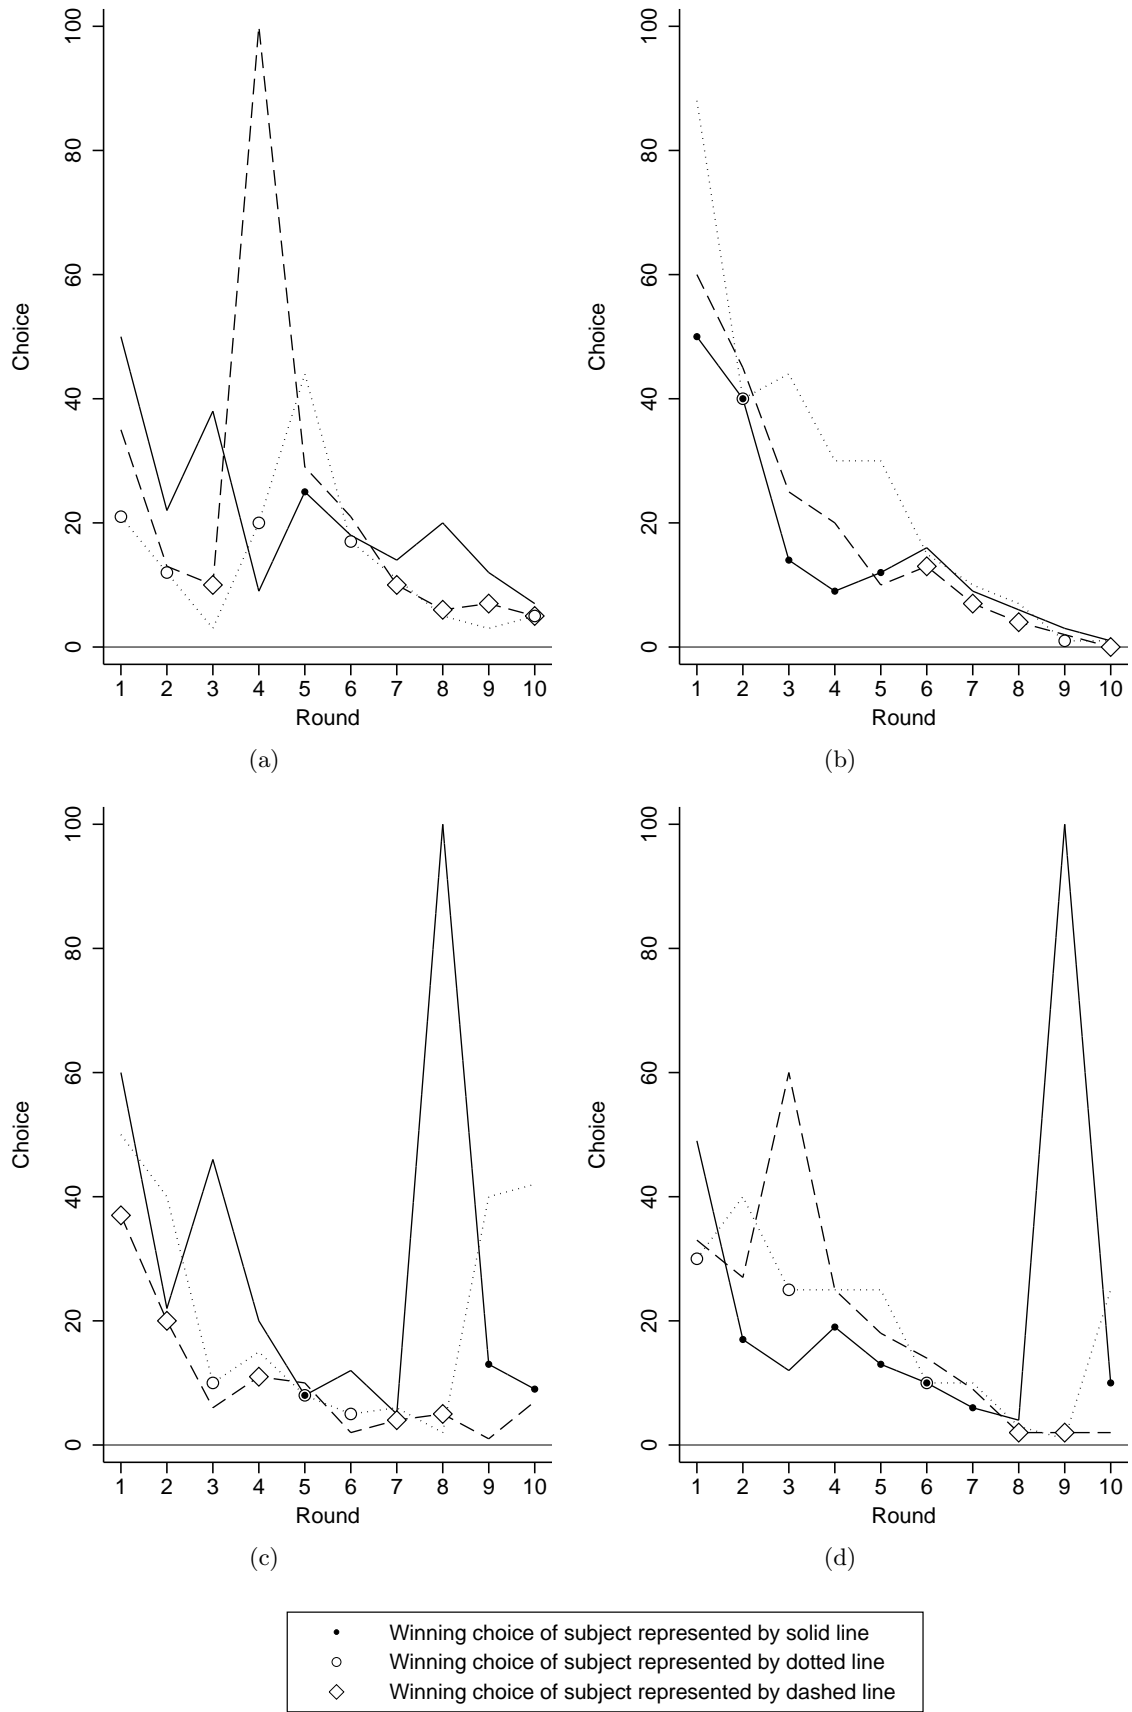 100
80
60
40
20
0
Choice
1 2 3 4 5 6 7 8 9 10
Round
(a)
100
80
60
40
20
0
Choice
1 2 3 4 5 6 7 8 9 10
Round
(b)
100
80
60
40
20
0
Choice
1 2 3 4 5 6 7 8 9 10
Round
(c)
100
80
60
40
20
0
Choice
1 2 3 4 5 6 7 8 9 10
Round
(d)
Winning choice of subject represented by solid line
Winning choice of subject represented by dotted line
Winning choice of subject represented by dashed line